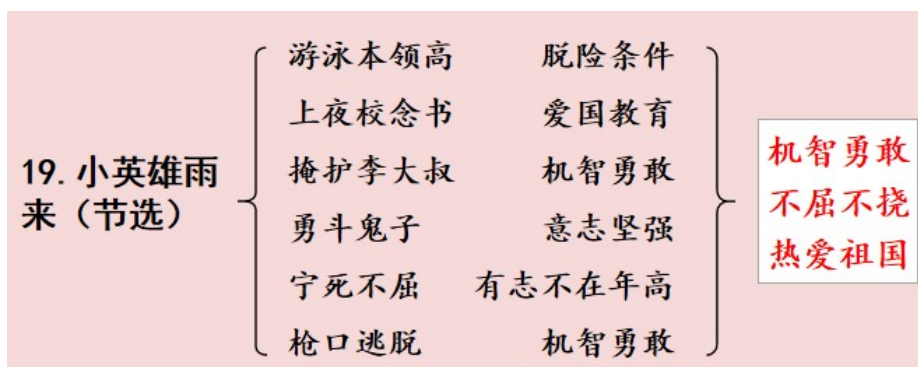 19. 小英雄雨
来（节选）
游泳本领高 脱险条件
上夜校念书 爱国教育
掩护李大叔 机智勇敢
勇斗鬼子 意志坚强
宁死不屈 有志不在年高
枪口逃脱 机智勇敢
机智勇敢
不屈不挠
热爱祖国